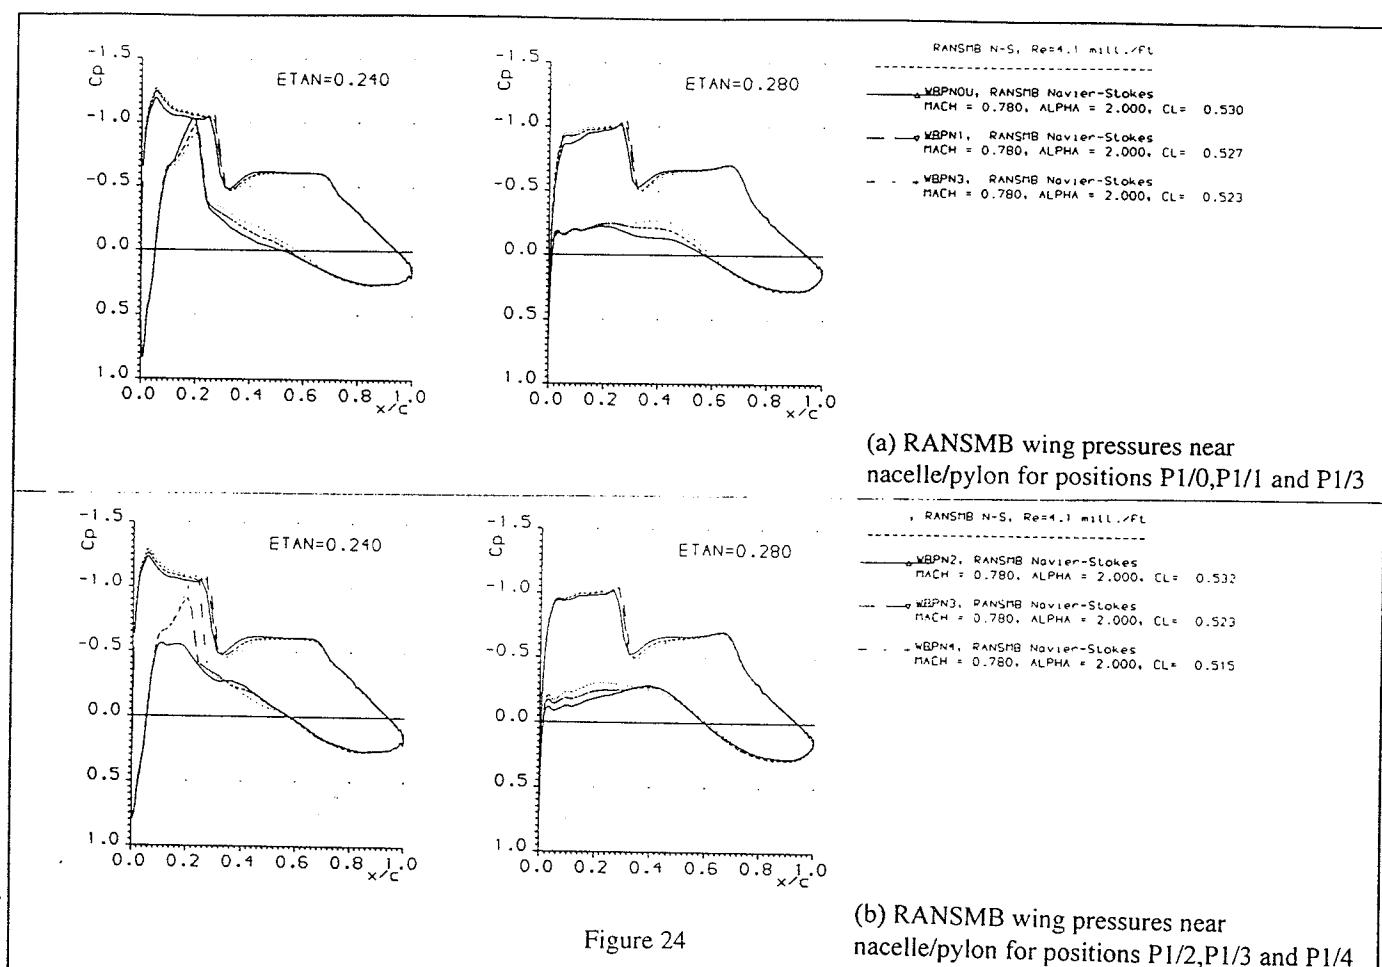 -1.5
-1.0
-0.5
0.0
0.5
1.0
Cp
ETAN=0.240
0.0 0.2 0.4 0.6 0.8 1.0
x/c
-1.5
-1.0
-0.5
0.0
0.5
1.0
Cp
ETAN=0.280
0.0 0.2 0.4 0.6 0.8 1.0
x/c
RANSMB N-S, Re=4.1 mill./ft
WBPN0U, RANSMB Navier-Stokes
MACH = 0.780, ALPHA = 2.000, CL= 0.530
WBPN1, RANSMB Navier-Stokes
MACH = 0.780, ALPHA = 2.000, CL= 0.527
WBPN3, RANSMB Navier-Stokes
MACH = 0.780, ALPHA = 2.000, CL= 0.523
(a) RANSMB wing pressures near
nacelle/pylon for positions P1/0,P1/1 and P1/3
-1.5
-1.0
-0.5
0.0
0.5
1.0
Cp
ETAN=0.240
0.0 0.2 0.4 0.6 0.8 1.0
x/c
-1.5
-1.0
-0.5
0.0
0.5
1.0
Cp
ETAN=0.280
0.0 0.2 0.4 0.6 0.8 1.0
x/c
, RANSMB N-S, Re=4.1 mill./ft
WBPN2, RANSMB Navier-Stokes
MACH = 0.780, ALPHA = 2.000, CL= 0.532
WBPN3, RANSMB Navier-Stokes
MACH = 0.780, ALPHA = 2.000, CL= 0.523
WBPN4, RANSMB Navier-Stokes
MACH = 0.780, ALPHA = 2.000, CL= 0.515
(b) RANSMB wing pressures near
nacelle/pylon for positions P1/2,P1/3 and P1/4
Figure 24